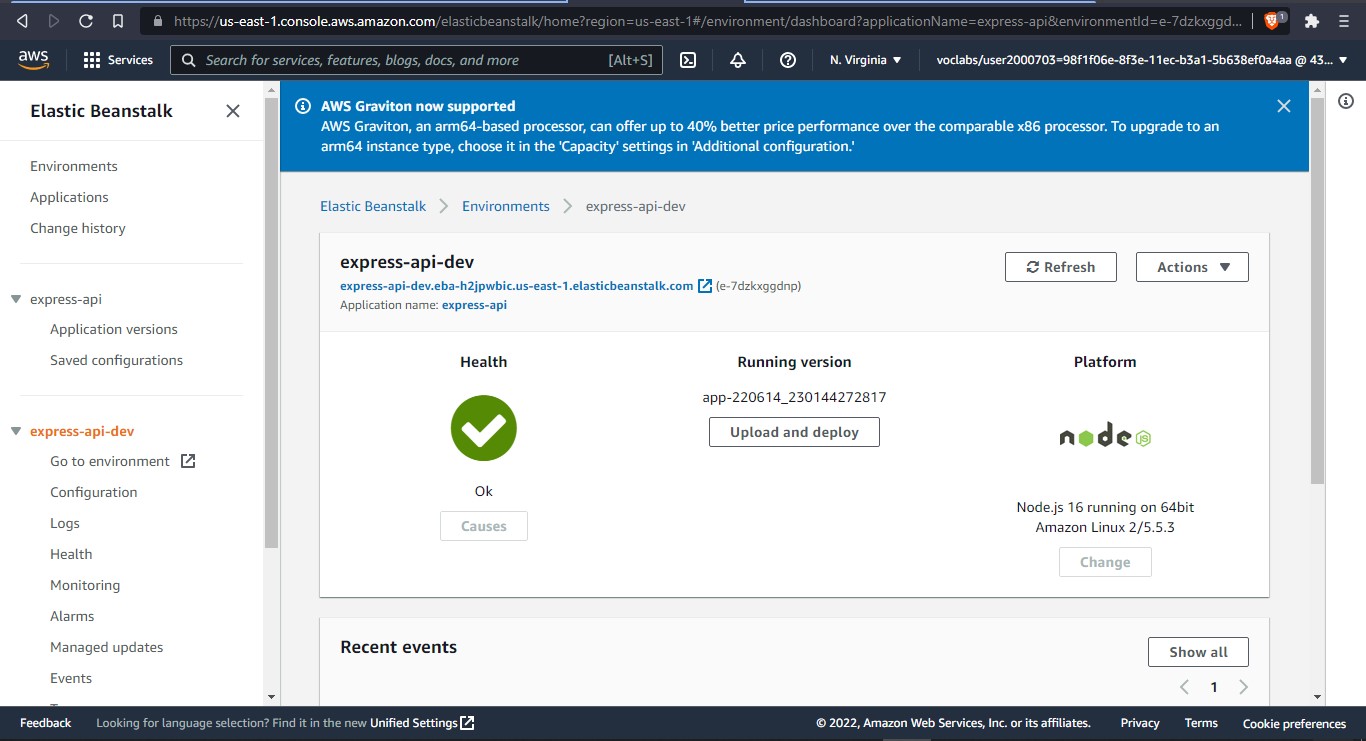 https://us-east-1.console.aws.amazon.com/elasticbeanstalk/home?region=us-east-1#/environment/dashboard?applicationName=express-api&environmentId=e-7dzkxggd...
1
aws
Services
Search for services, features, blogs, docs, and more
[Alt+S]
N. Virginia
voclabs/user2000703=98f1f06e-8f3e-11ec-b3a1-5b638ef0a4aa @ 43...
Elastic Beanstalk
Environments
Applications
Change history
express-api
Application versions
Saved configurations
express-api-dev
Go to environment
Configuration
Logs
Health
Monitoring
Alarms
Managed updates
Events
AWS Graviton now supported
AWS Graviton, an arm64-based processor, can offer up to 40% better price performance over the comparable x86 processor. To upgrade to an
arm64 instance type, choose it in the 'Capacity' settings in 'Additional configuration.'
Elastic Beanstalk
Environments
express-api-dev
express-api-dev
Refresh
Actions
express-api-dev.eba-h2jpwbic.us-east-1.elasticbeanstalk.com (e-7dzkxggdnp)
Application name: express-api
Health
Ok
Causes
Running version
app-220614_230144272817
Upload and deploy
Platform
node JS
Node.js 16 running on 64bit
Amazon Linux 2/5.5.3
Change
Recent events
Show all
1
Feedback
Looking for language selection? Find it in the new Unified Settings
© 2022, Amazon Web Services, Inc. or its affiliates.
Privacy
Terms
Cookie preferences